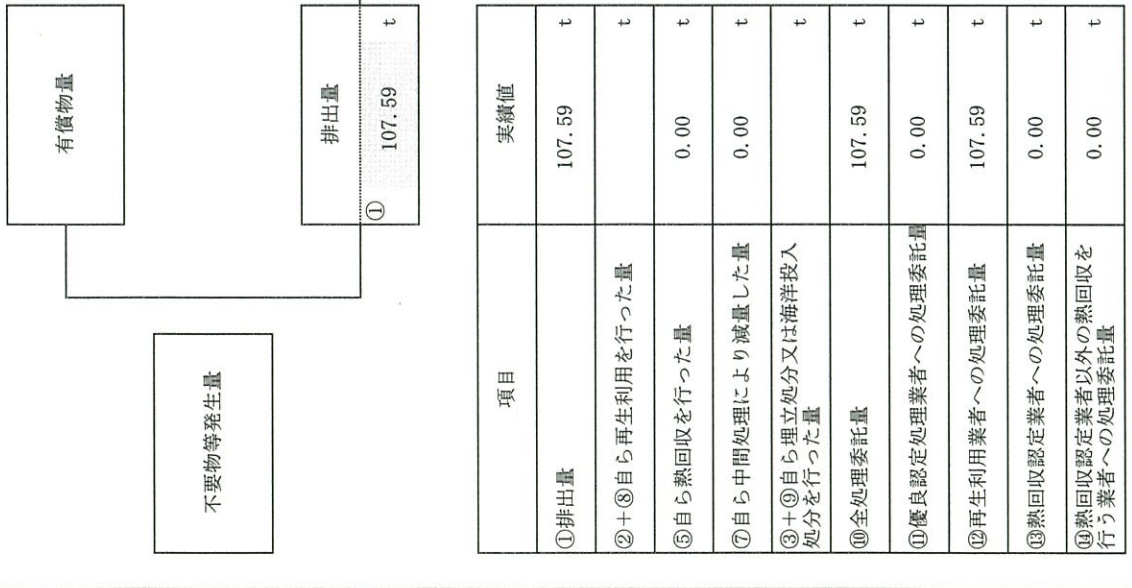 有償物量
不要物等発生量
排出量
① 107.59 t
項目 実績値
①排出量 107.59 t
②+⑧自ら再生利用を行った量 t
⑤自ら熱回収を行った量 0.00 t
⑦自ら中間処理により減量した量 0.00 t
③+⑨自ら埋立処分又は海洋投入
処分を行った量 t
⑩全処理委託量 107.59 t
⑪優良認定処理業者への処理委託量 0.00 t
⑫再生利用業者への処理委託量 107.59 t
⑬熱回収認定業者への処理委託量 0.00 t
⑭熱回収認定業者以外の熱回収を
行う業者への処理委託量 0.00 t